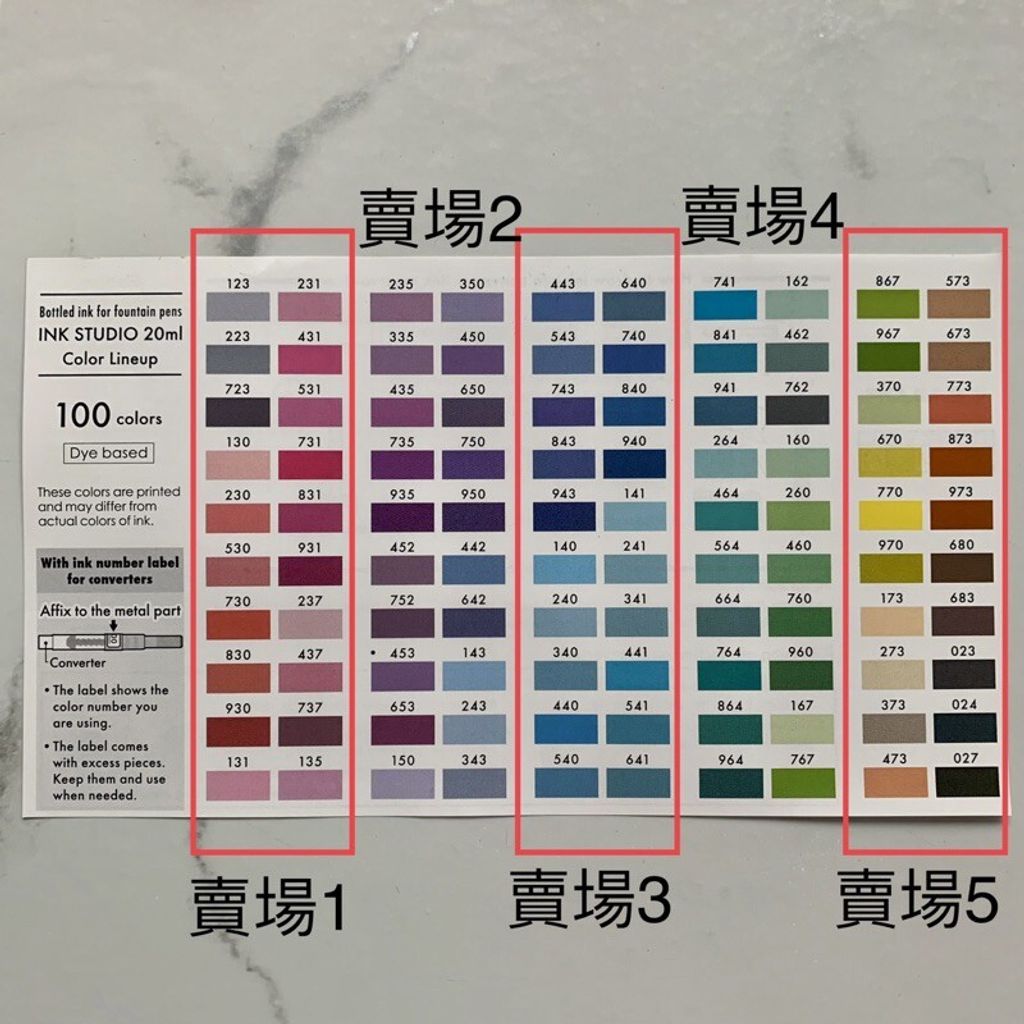 賣場2
賣場4
Bottled ink for fountain pens
INK STUDIO 20ml
Color Lineup
100 colors
Dye based
These colors are printed
and may differ from
actual colors of ink.
With ink number label
for converters
Affix to the metal part
Converter
• The label shows the
color number you
are using.
• The label comes
with excess pieces.
Keep them and use
when needed.
123 231
223 431
723 531
130 731
230 831
530 931
730 237
830 437
930 737
131 135
235 350
335 450
435 650
735 750
935 950
452 442
752 642
• 453 143
653 243
150 343
443 640
543 740
743 840
843 940
943 141
140 241
240 341
340 441
440 541
540 641
741 162
841 462
941 762
264 160
464 260
564 460
664 760
764 960
864 167
964 767
867 573
967 673
370 773
670 873
770 973
970 680
173 683
273 023
373 024
473 027
賣場1
賣場3
賣場5